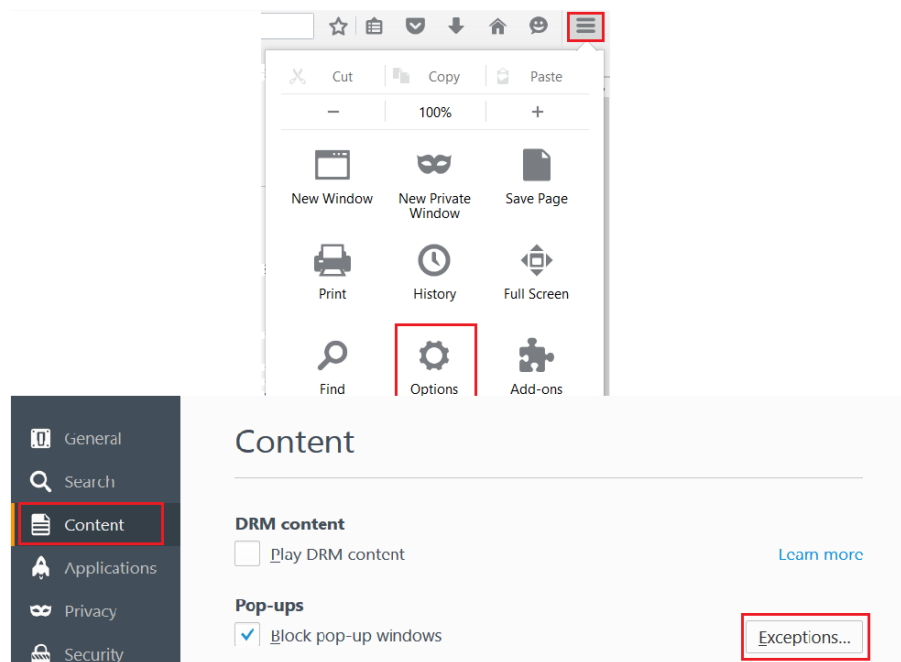 Cut Copy Paste
− 100% +
New Window New Private Window Save Page
Print History Full Screen
Find Options Add-ons
General
Search
Content
Applications
Privacy
Security
Content
DRM content
Play DRM content Learn more
Pop-ups
Block pop-up windows Exceptions...